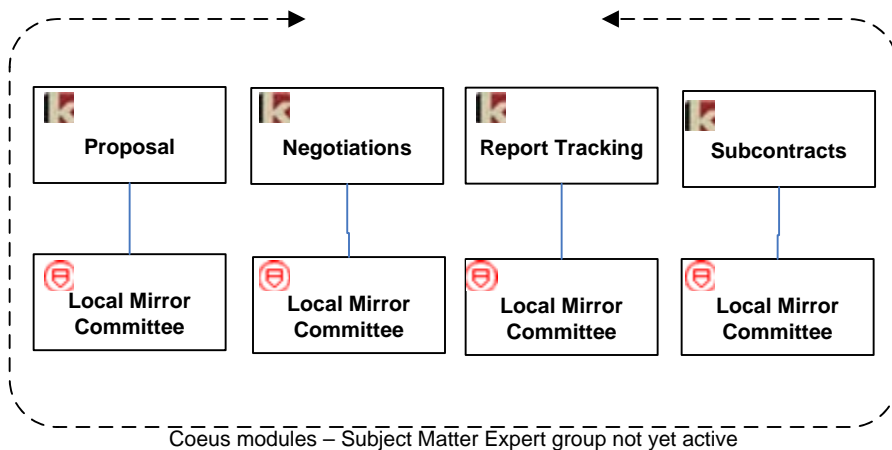 Proposal
Negotiations
Report Tracking
Subcontracts
Local Mirror
Committee
Local Mirror
Committee
Local Mirror
Committee
Local Mirror
Committee
Coeus modules – Subject Matter Expert group not yet active